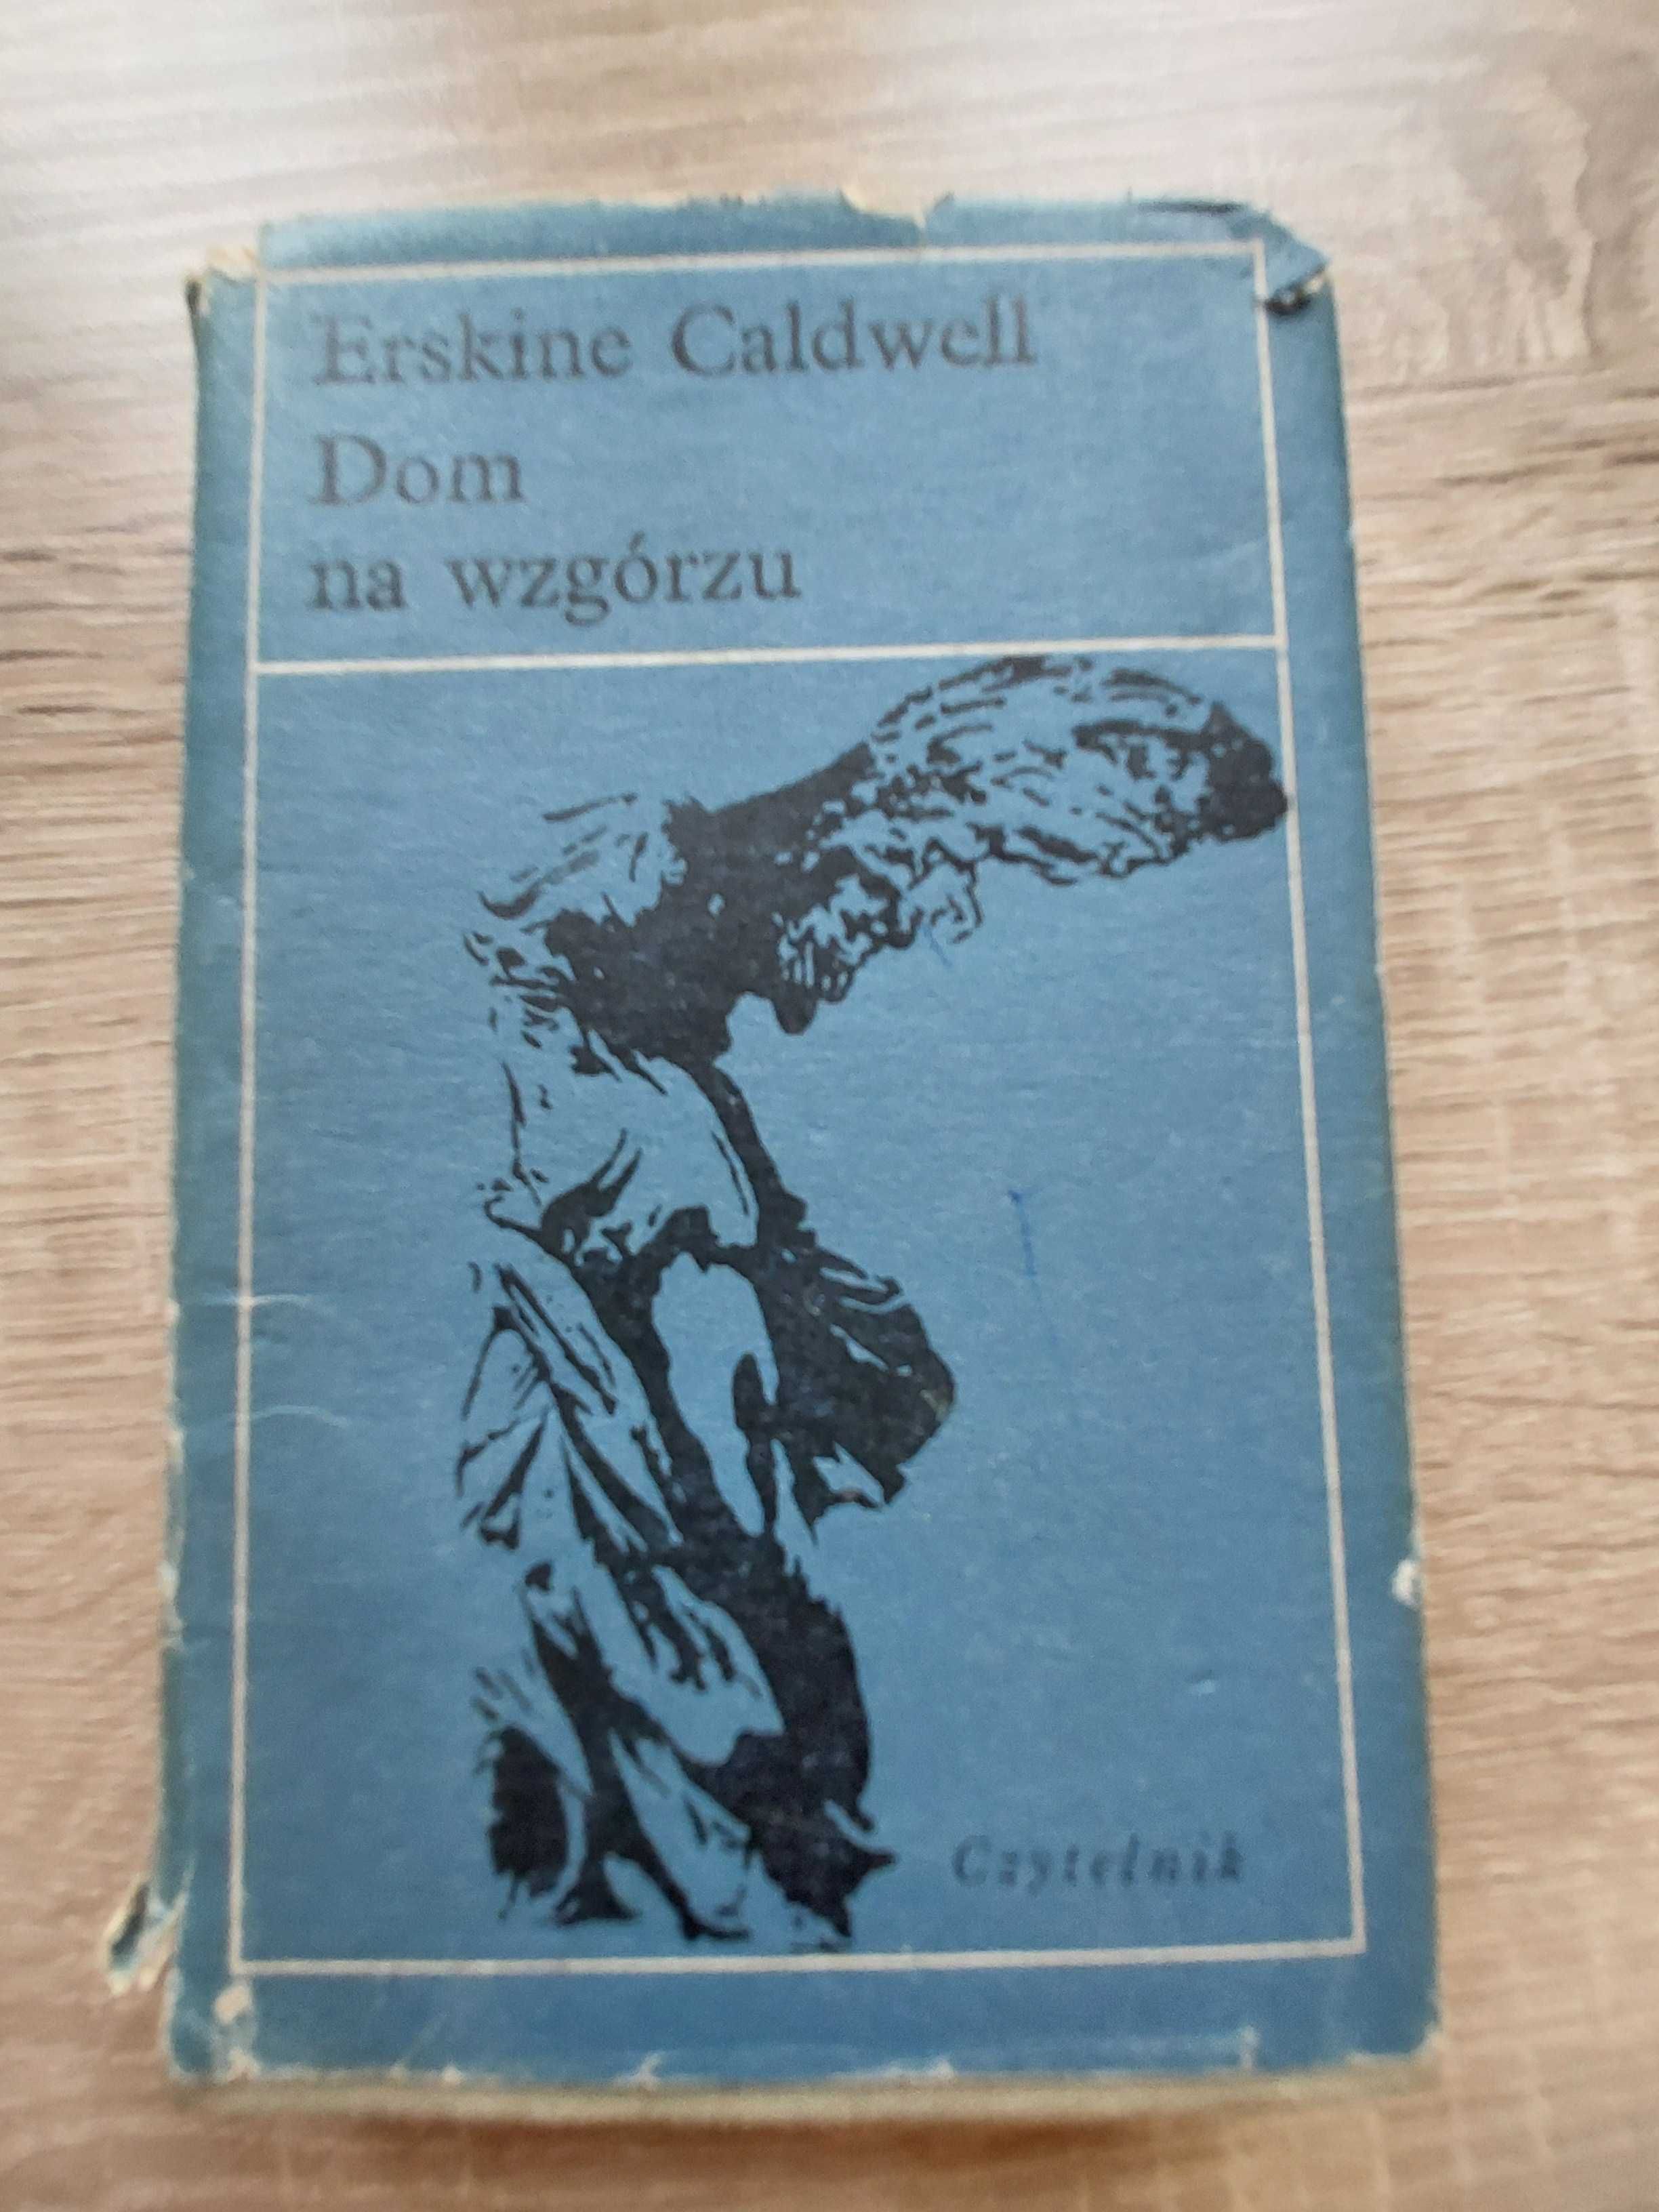 Erskine Caldwell
Dom
na wzgórzu
Czytelnik